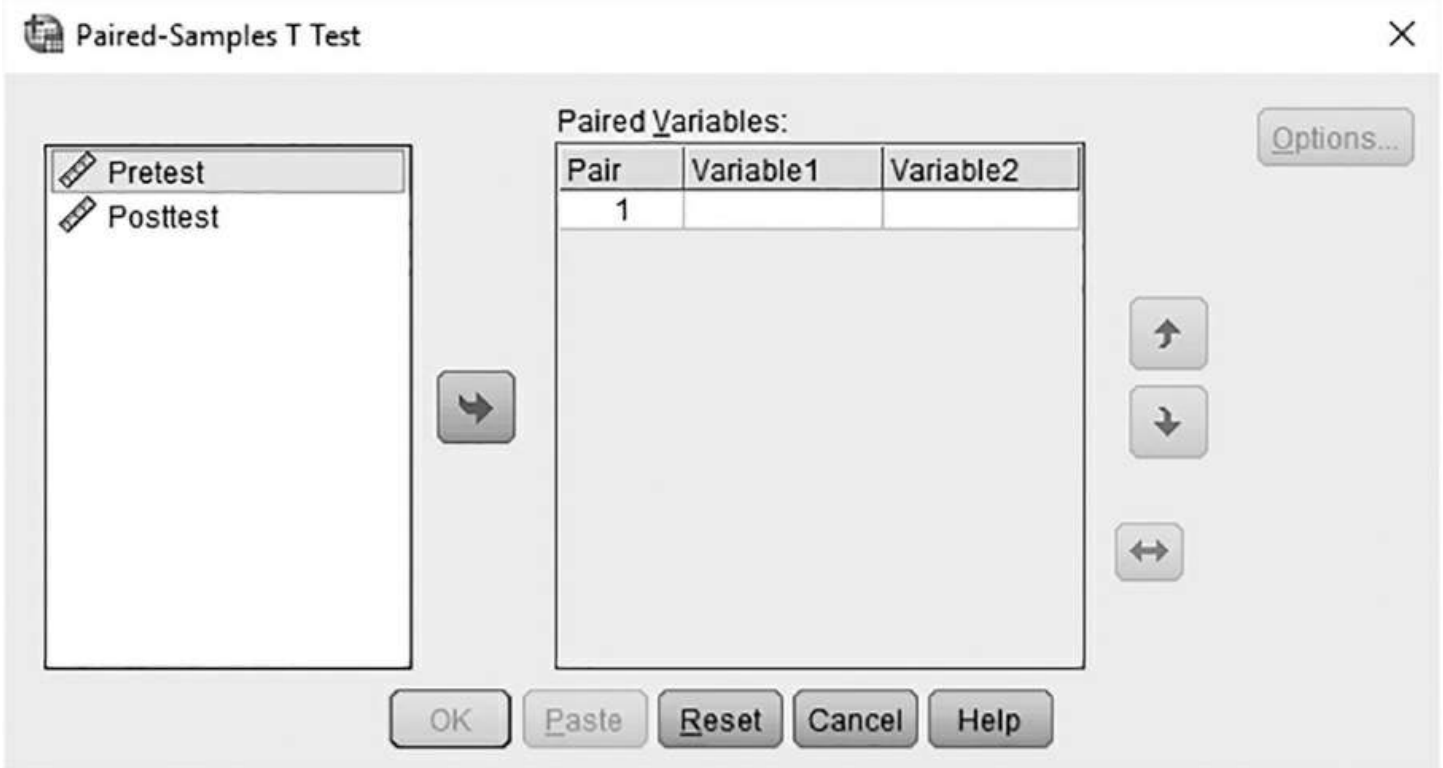 Paired-Samples T Test
Paired Variables:
Options...
Pretest
Posttest
Pair Variable1 Variable2
1
OK Paste Reset Cancel Help